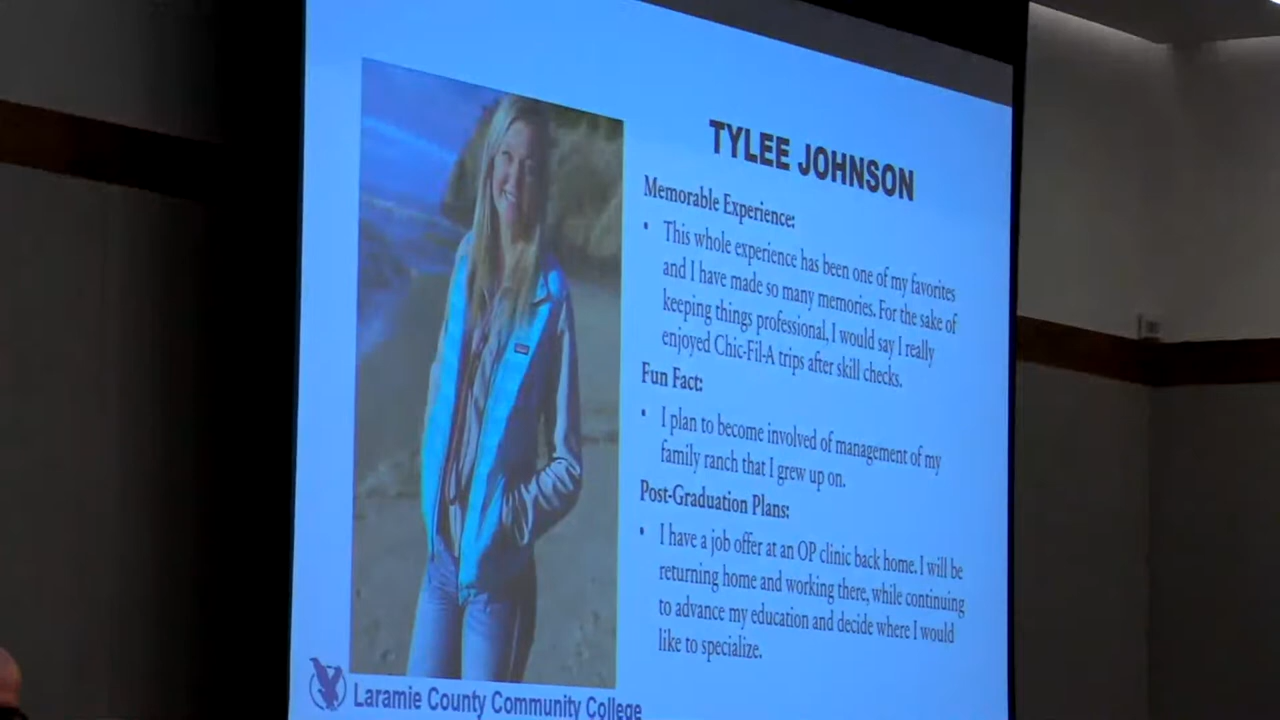 TYLEE JOHNSON
Memorable Experience:
• This whole experience has been one of my favorites
and I have made so many memories. For the sake of
keeping things professional, I would say I really
enjoyed Chic-Fil-A trips after skill checks.
Fun Fact:
• I plan to become involved of management of my
family ranch that I grew up on.
Post-Graduation Plans:
• I have a job offer at an OP clinic back home. I will be
returning home and working there, while continuing
to advance my education and decide where I would
like to specialize.
Laramie County Community College